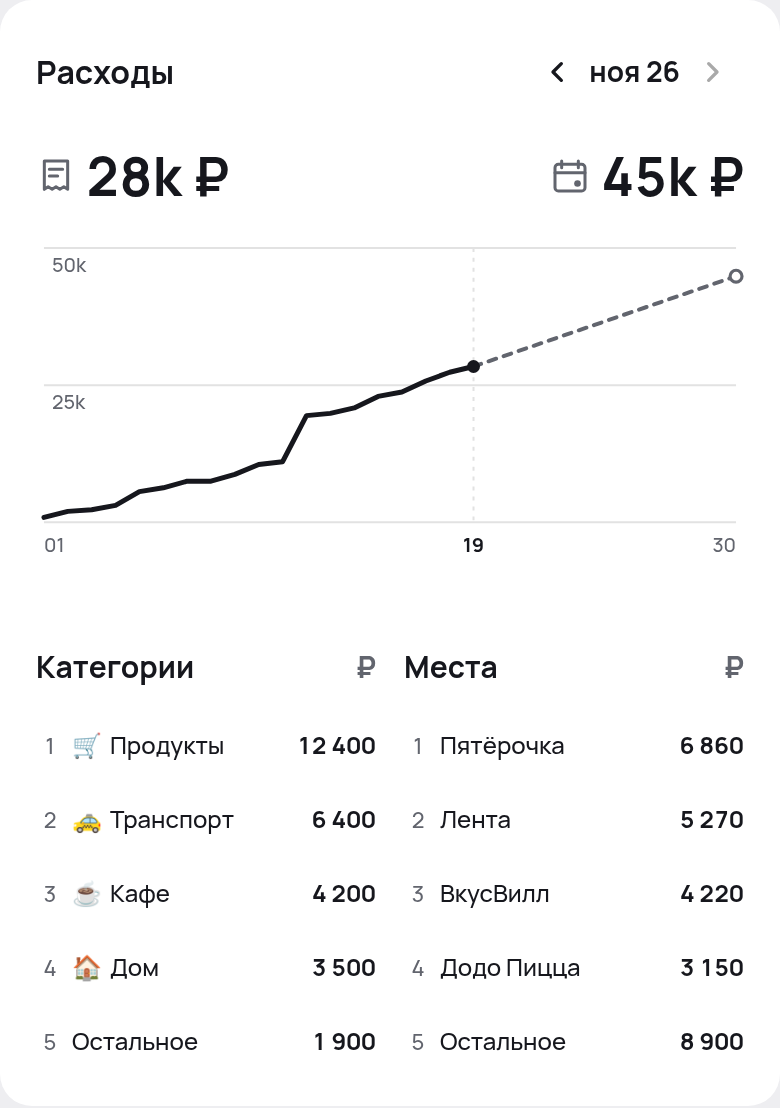 Расходы
ноя 26
28k ₽
45k ₽
50k
25k
01 19 30
Категории ₽
1 Продукты 12 400
2 Транспорт 6 400
3 Кафе 4 200
4 Дом 3 500
5 Остальное 1 900
Места ₽
1 Пятёрочка 6 860
2 Лента 5 270
3 ВкусВилл 4 220
4 Додо Пицца 3 150
5 Остальное 8 900